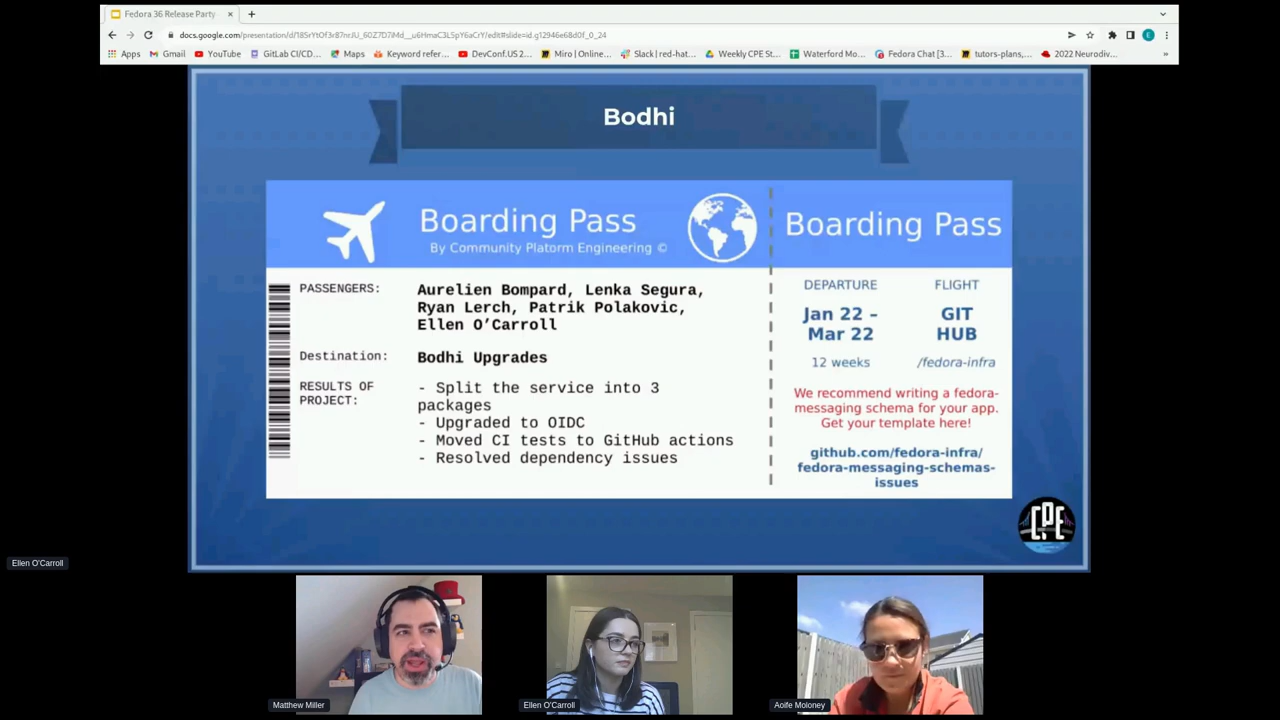 Fedora 36 Release Party
docs.google.com/presentation/d/
Apps
Gmail
YouTube
GitLab CI/CD...
Maps
Keyword refer...
DevConf.US 2...
Miro | Online...
Slack | red-hat...
Weekly CPE St...
Waterford Mo...
Fedora Chat [3...
tutors-plans,...
2022 Neurodiv...
Bodhi
Boarding Pass
By Community Platorm Engineering ©
PASSENGERS:
Aurelien Bompard, Lenka Segura,
Ryan Lerch, Patrik Polakovic,
Ellen O’Carroll
Destination:
Bodhi Upgrades
RESULTS OF
PROJECT:
- Split the service into 3
packages
- Upgraded to OIDC
- Moved CI tests to GitHub actions
- Resolved dependency issues
Boarding Pass
DEPARTURE
FLIGHT
Jan 22 –
Mar 22
GIT
HUB
12 weeks
/fedora-infra
We recommend writing a fedora-
messaging schema for your app.
Get your template here!
github.com/fedora-infra/
fedora-messaging-schemas-
issues
CPE
Ellen O'Carroll
Matthew Miller
Ellen O'Carroll
Aoife Moloney